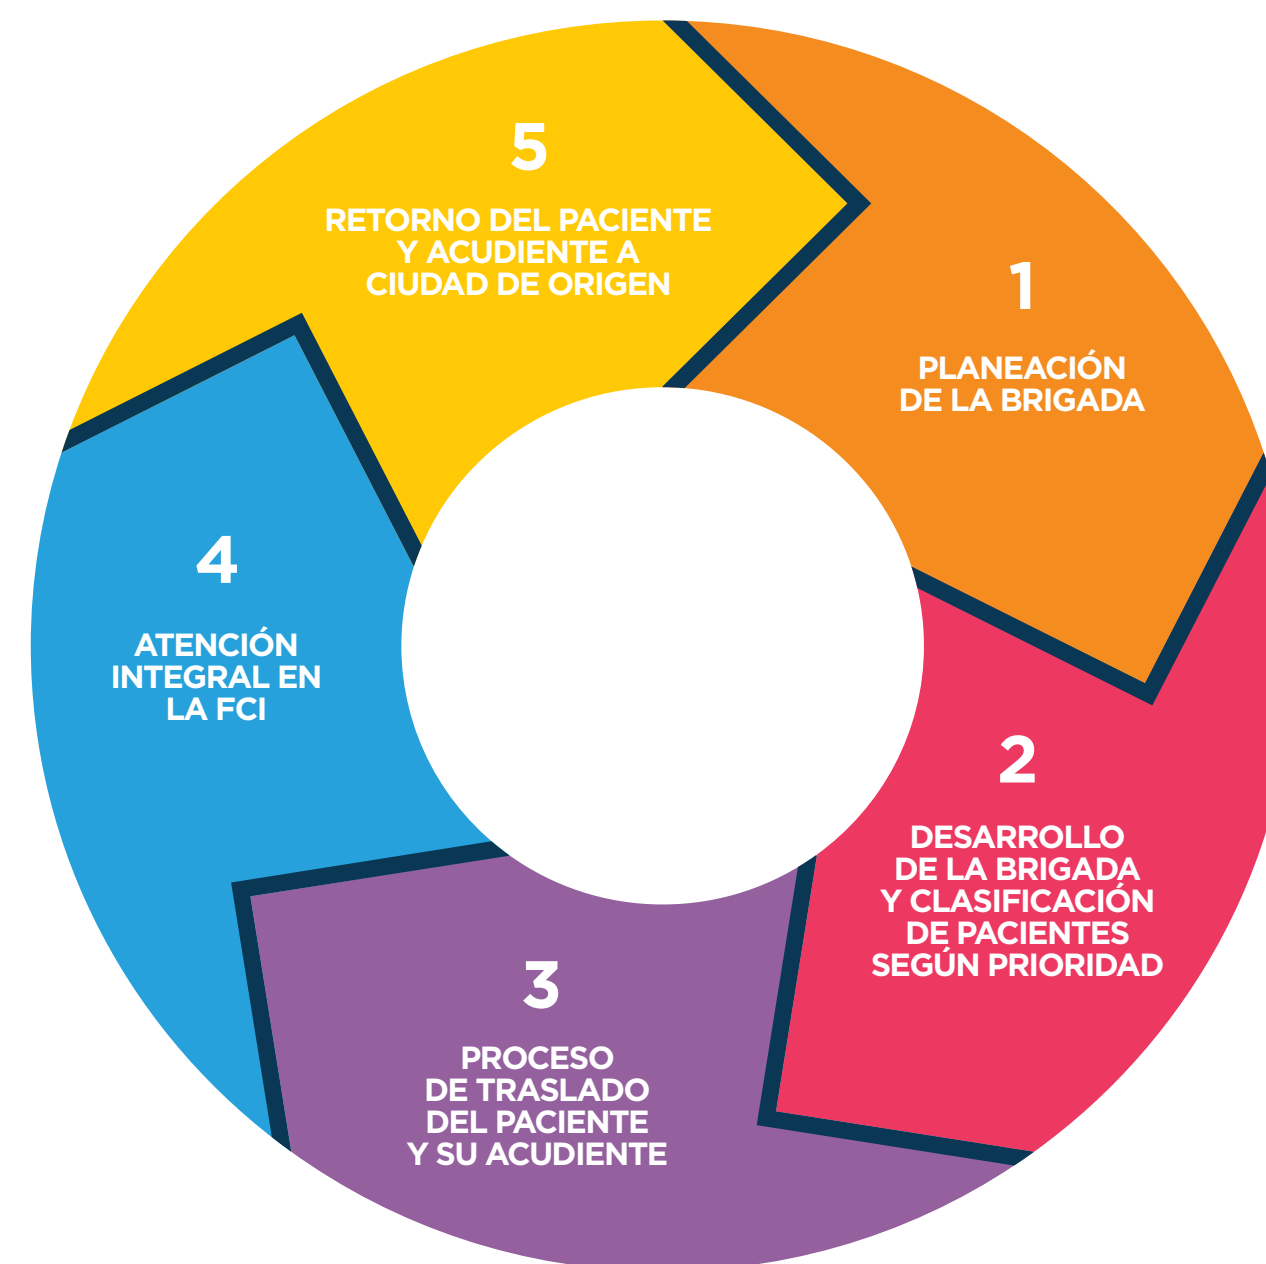 1
PLANEACIÓN
DE LA BRIGADA
2
DESARROLLO
DE LA BRIGADA
Y CLASIFICACIÓN
DE PACIENTES
SEGÚN PRIORIDAD
3
PROCESO
DE TRASLADO
DEL PACIENTE
Y SU ACUDIENTE
4
ATENCIÓN
INTEGRAL EN
LA FCI
5
RETORNO DEL PACIENTE
Y ACUDIENTE A
CIUDAD DE ORIGEN